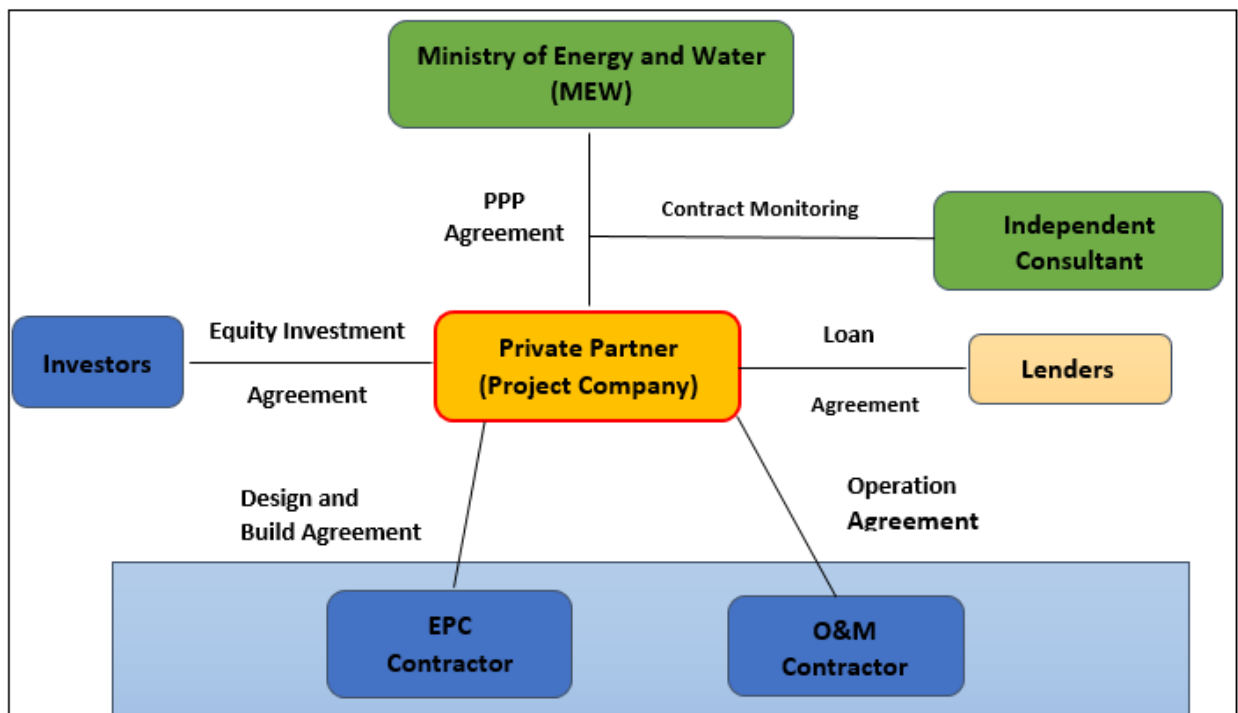 Ministry of Energy and Water
(MEW)
PPP
Agreement
Contract Monitoring
Independent
Consultant
Investors
Equity Investment
Agreement
Private Partner
(Project Company)
Loan
Agreement
Lenders
Design and
Build Agreement
Operation
Agreement
EPC
Contractor
O&M
Contractor